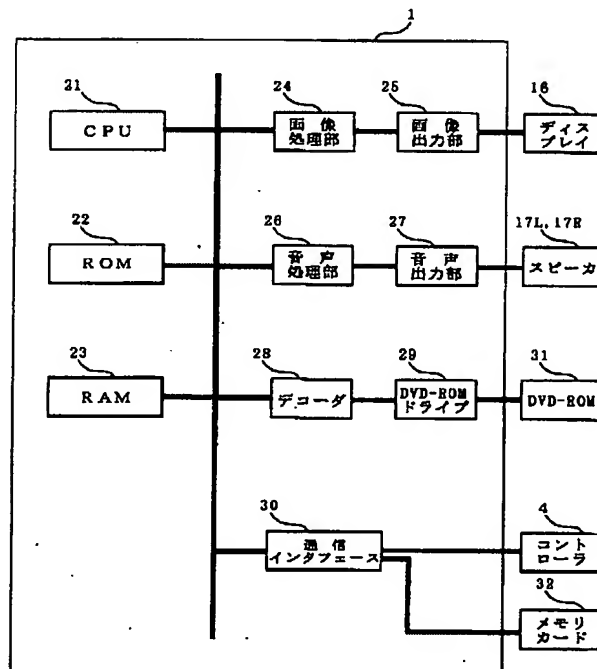 1
21
24
25
16
CPU
画像
処理部
画像
出力部
ディス
プレイ
22
26
27
17L, 17R
ROM
音声
処理部
音声
出力部
スピーカ
23
28
29
31
RAM
デコーダ
DVD-ROM
ドライブ
DVD-ROM
30
4
通信
インタフェース
コント
ローラ
32
メモリ
カード